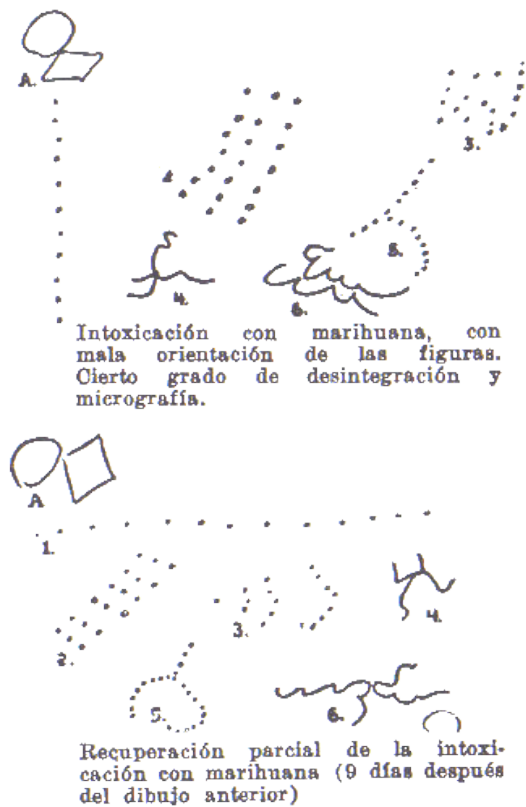 A.
2
3.
4.
5.
6.
Intoxicación con marihuana, con
mala orientación de las figuras.
Cierto grado de desintegración y
micrografía.
A
1.
2.
3.
4.
5.
6.
Recuperación parcial de la intoxi-
cación con marihuana (9 días después
del dibujo anterior)